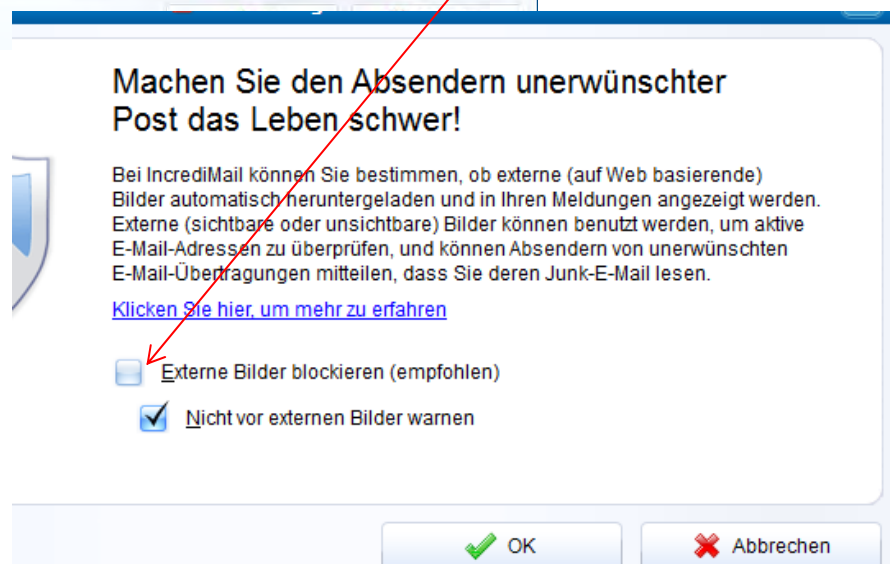 Machen Sie den Absendern unerwünschter
Post das Leben schwer!
Bei IncrediMail können Sie bestimmen, ob externe (auf Web basierende)
Bilder automatisch heruntergeladen und in Ihren Meldungen angezeigt werden.
Externe (sichtbare oder unsichtbare) Bilder können benutzt werden, um aktive
E-Mail-Adressen zu überprüfen, und können Absendern von unerwünschten
E-Mail-Übertragungen mitteilen, dass Sie deren Junk-E-Mail lesen.
Klicken Sie hier, um mehr zu erfahren
Externe Bilder blockieren (empfohlen)
Nicht vor externen Bilder warnen
OK
Abbrechen